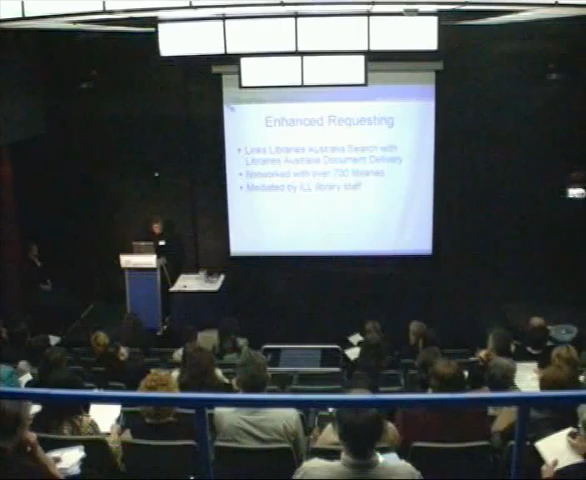 Enhanced Requesting
• Links Libraries Australia Search with
Libraries Australia Document Delivery
• Networked with over 780 libraries
• Mediated by ILL library staff